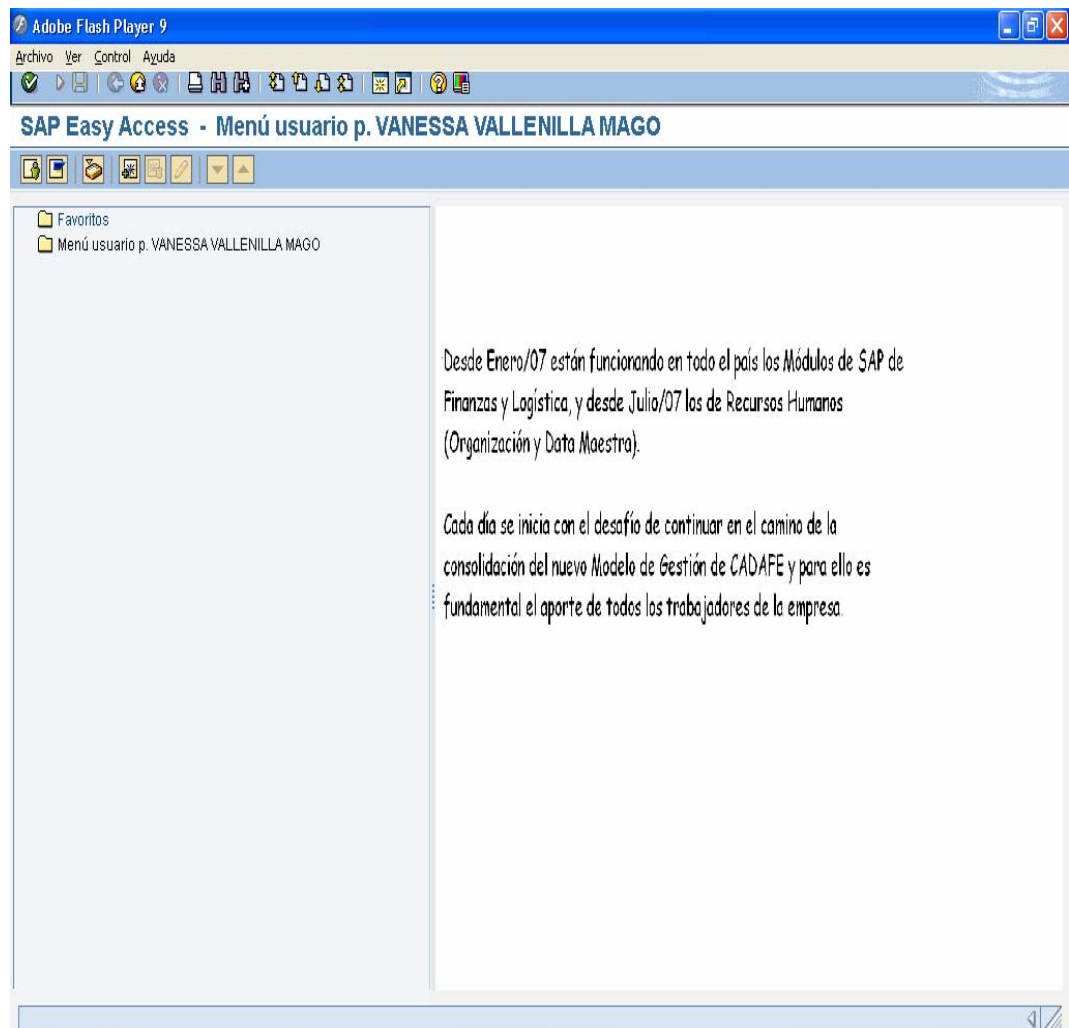 Adobe Flash Player 9
Archivo Ver Control Ayuda
SAP Easy Access - Menú usuario p. VANESSA VALLENILLA MAGO
Favoritos
Menú usuario p. VANESSA VALLENILLA MAGO
Desde Enero/07 están funcionando en todo el país los Módulos de SAP de
Finanzas y Logística, y desde Julio/07 los de Recursos Humanos
(Organización y Data Maestra).
Cada día se inicia con el desafío de continuar en el camino de la
consolidación del nuevo Modelo de Gestión de CADAFE y para ello es
fundamental el aporte de todos los trabajadores de la empresa.